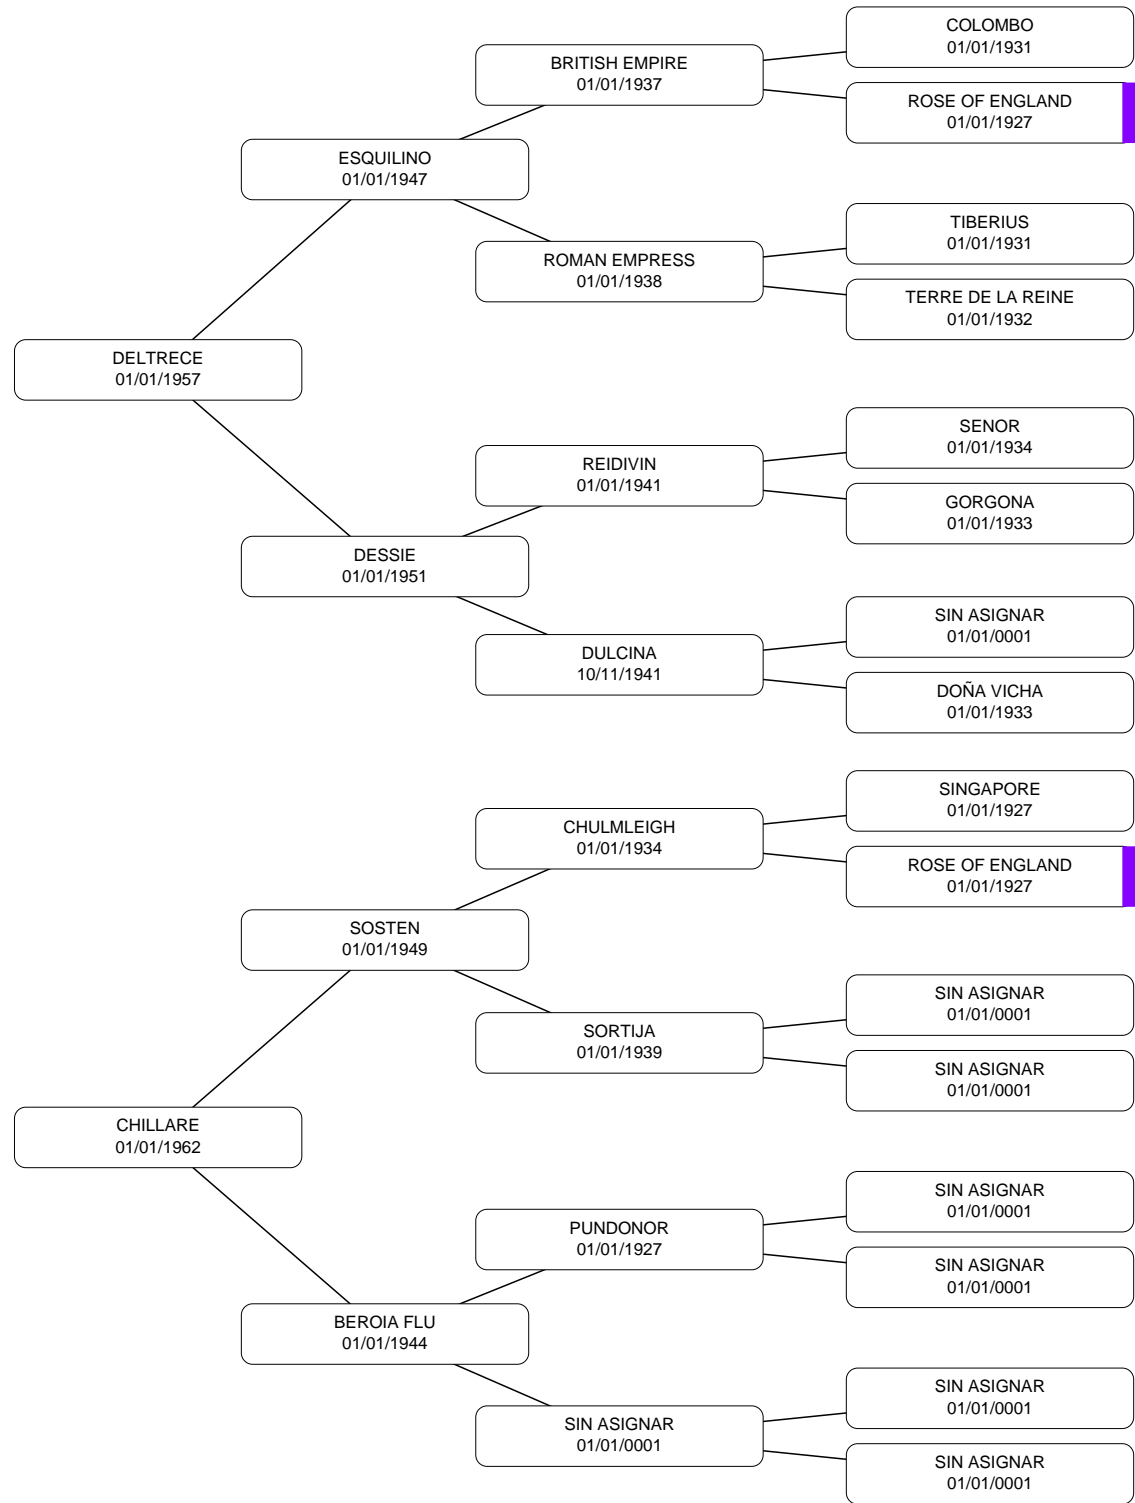 COLOMBO
01/01/1931
BRITISH EMPIRE
01/01/1937
ROSE OF ENGLAND
01/01/1927
ESQUILINO
01/01/1947
TIBERIUS
01/01/1931
ROMAN EMPRESS
01/01/1938
TERRE DE LA REINE
01/01/1932
DELTRECE
01/01/1957
SENOR
01/01/1934
REIDIVIN
01/01/1941
GORGONA
01/01/1933
DESSIE
01/01/1951
SIN ASIGNAR
01/01/0001
DULCINA
10/11/1941
DOÑA VICHA
01/01/1933
SINGAPORE
01/01/1927
CHULMLEIGH
01/01/1934
ROSE OF ENGLAND
01/01/1927
SOSTEN
01/01/1949
SIN ASIGNAR
01/01/0001
SORTIJA
01/01/1939
SIN ASIGNAR
01/01/0001
CHILLARE
01/01/1962
SIN ASIGNAR
01/01/0001
PUNDONOR
01/01/1927
SIN ASIGNAR
01/01/0001
BEROIA FLU
01/01/1944
SIN ASIGNAR
01/01/0001
SIN ASIGNAR
01/01/0001
SIN ASIGNAR
01/01/0001